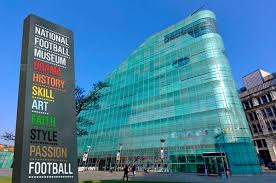 NATIONAL
FOOTBALL
MUSEUM
DRAMA
HISTORY
SKILL
ART
FAITH
STYLE
PASSION
FOOTBALL